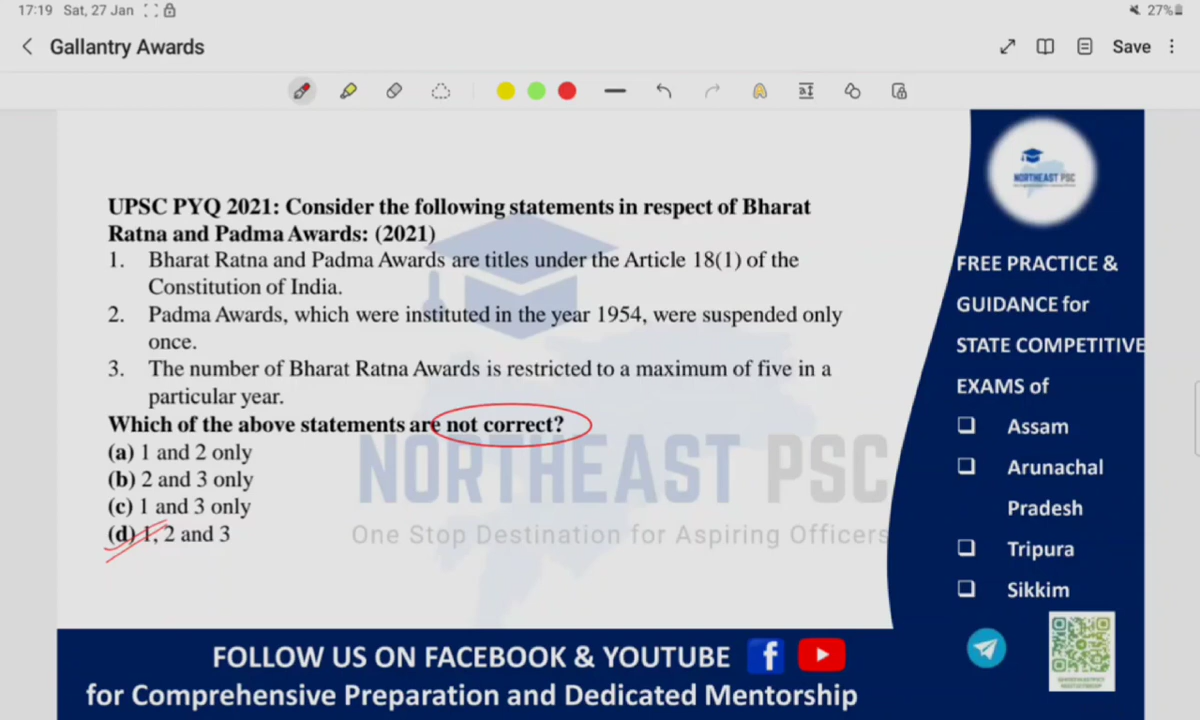 17:19 Sat, 27 Jan
27%
Gallantry Awards
Save
UPSC PYQ 2021: Consider the following statements in respect of Bharat
Ratna and Padma Awards: (2021)
1. Bharat Ratna and Padma Awards are titles under the Article 18(1) of the
Constitution of India.
2. Padma Awards, which were instituted in the year 1954, were suspended only
once.
3. The number of Bharat Ratna Awards is restricted to a maximum of five in a
particular year.
Which of the above statements are not correct?
(a) 1 and 2 only
(b) 2 and 3 only
(c) 1 and 3 only
(d) 1, 2 and 3
NORTHEAST PSC
One Stop Destination for Aspiring Officers
NORTHEAST PSC
FREE PRACTICE &
GUIDANCE for
STATE COMPETITIVE
EXAMS of
Assam
Arunachal
Pradesh
Tripura
Sikkim
FOLLOW US ON FACEBOOK & YOUTUBE
for Comprehensive Preparation and Dedicated Mentorship